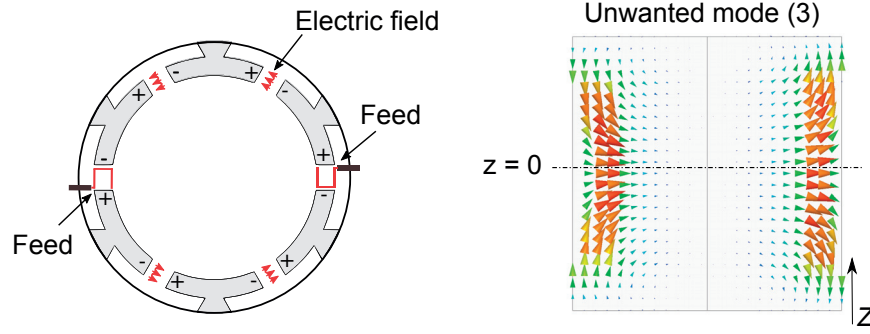 Electric field
Unwanted mode (3)
- +
+ -
Feed
- +
z = 0
+ -
Feed
- +
+ -
z